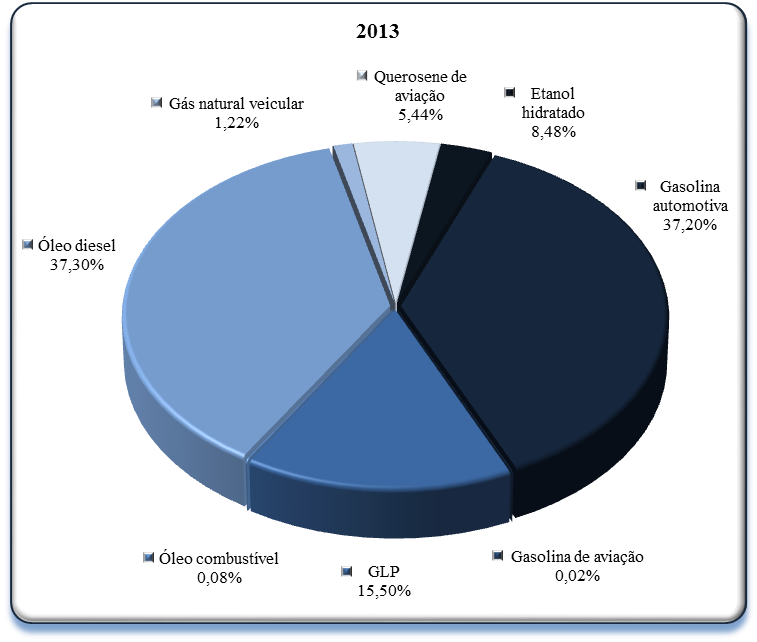 2013
Querosene de
aviação
5,44%
Etanol
hidratado
8,48%
Gás natural veicular
1,22%
Gasolina
automotiva
37,20%
Óleo diesel
37,30%
Óleo combustível
0,08%
GLP
15,50%
Gasolina de aviação
0,02%